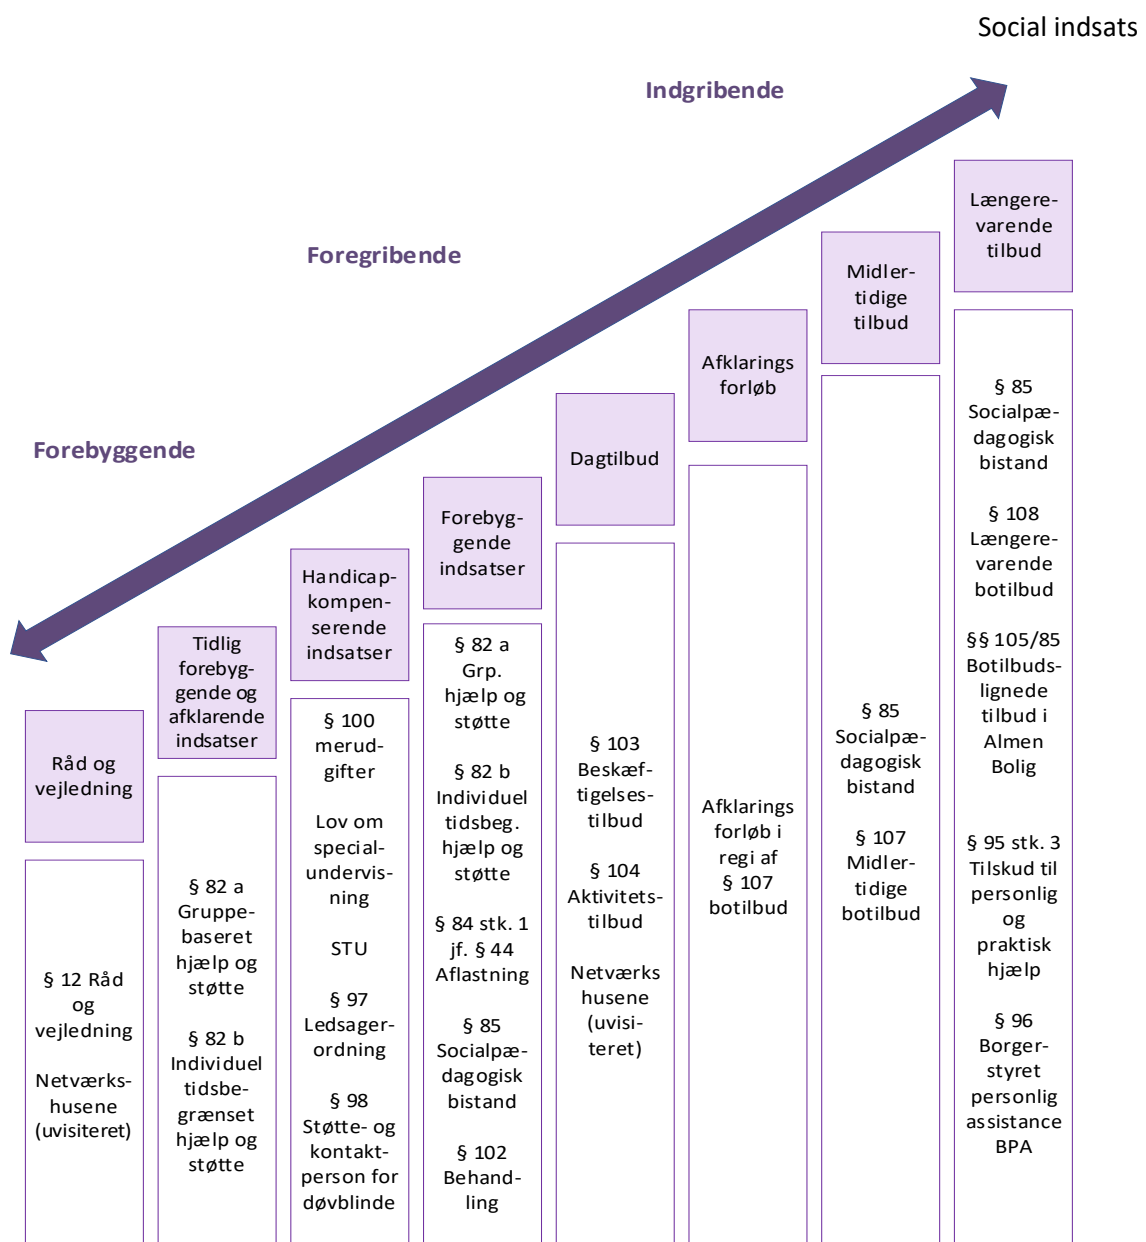 Social indsats
Indgribende
Foregribende
Forebyggende
Råd og
vejledning
§ 12 Råd
og
vejledning
Netværks-
husene
(uvisiteret)
Tidlig
forebyg-
gende og
afklarende
indsatser
§ 82 a
Gruppe-
baseret
hjælp og
støtte
§ 82 b
Individuel
tidsbe-
grænset
hjælp og
støtte
Handicap-
kompen-
serende
indsatser
§ 100
merud-
gifter
Lov om
special-
undervis-
ning
STU
§ 97
Ledsager-
ordning
§ 98
Støtte- og
kontakt-
person for
døvblinde
Forebyg-
gende
indsatser
§ 82 a
Grp.
hjælp og
støtte
§ 82 b
Individuel
tidsbeg.
hjælp og
støtte
§ 84 stk. 1
jf. § 44
Aflastning
§ 85
Socialpæ-
dagogisk
bistand
§ 102
Behand-
ling
Dagtilbud
§ 103
Beskæf-
tigelses-
tilbud
§ 104
Aktivitets-
tilbud
Netværks
husene
(uvisi-
teret)
Afklarings
forløb
Afklarings
forløb i
regi af
§ 107
botilbud
Midler-
tidige
tilbud
§ 85
Socialpæ-
dagogisk
bistand
§ 107
Midler-
tidige
botilbud
Længere-
varende
tilbud
§ 85
Socialpæ-
dagogisk
bistand
§ 108
Længere-
varende
botilbud
§§ 105/85
Botilbuds-
lignede
tilbud i
Almen
Bolig
§ 95 stk. 3
Tilskud til
personlig
og
praktisk
hjælp
§ 96
Borger-
styret
personlig
assistance
BPA